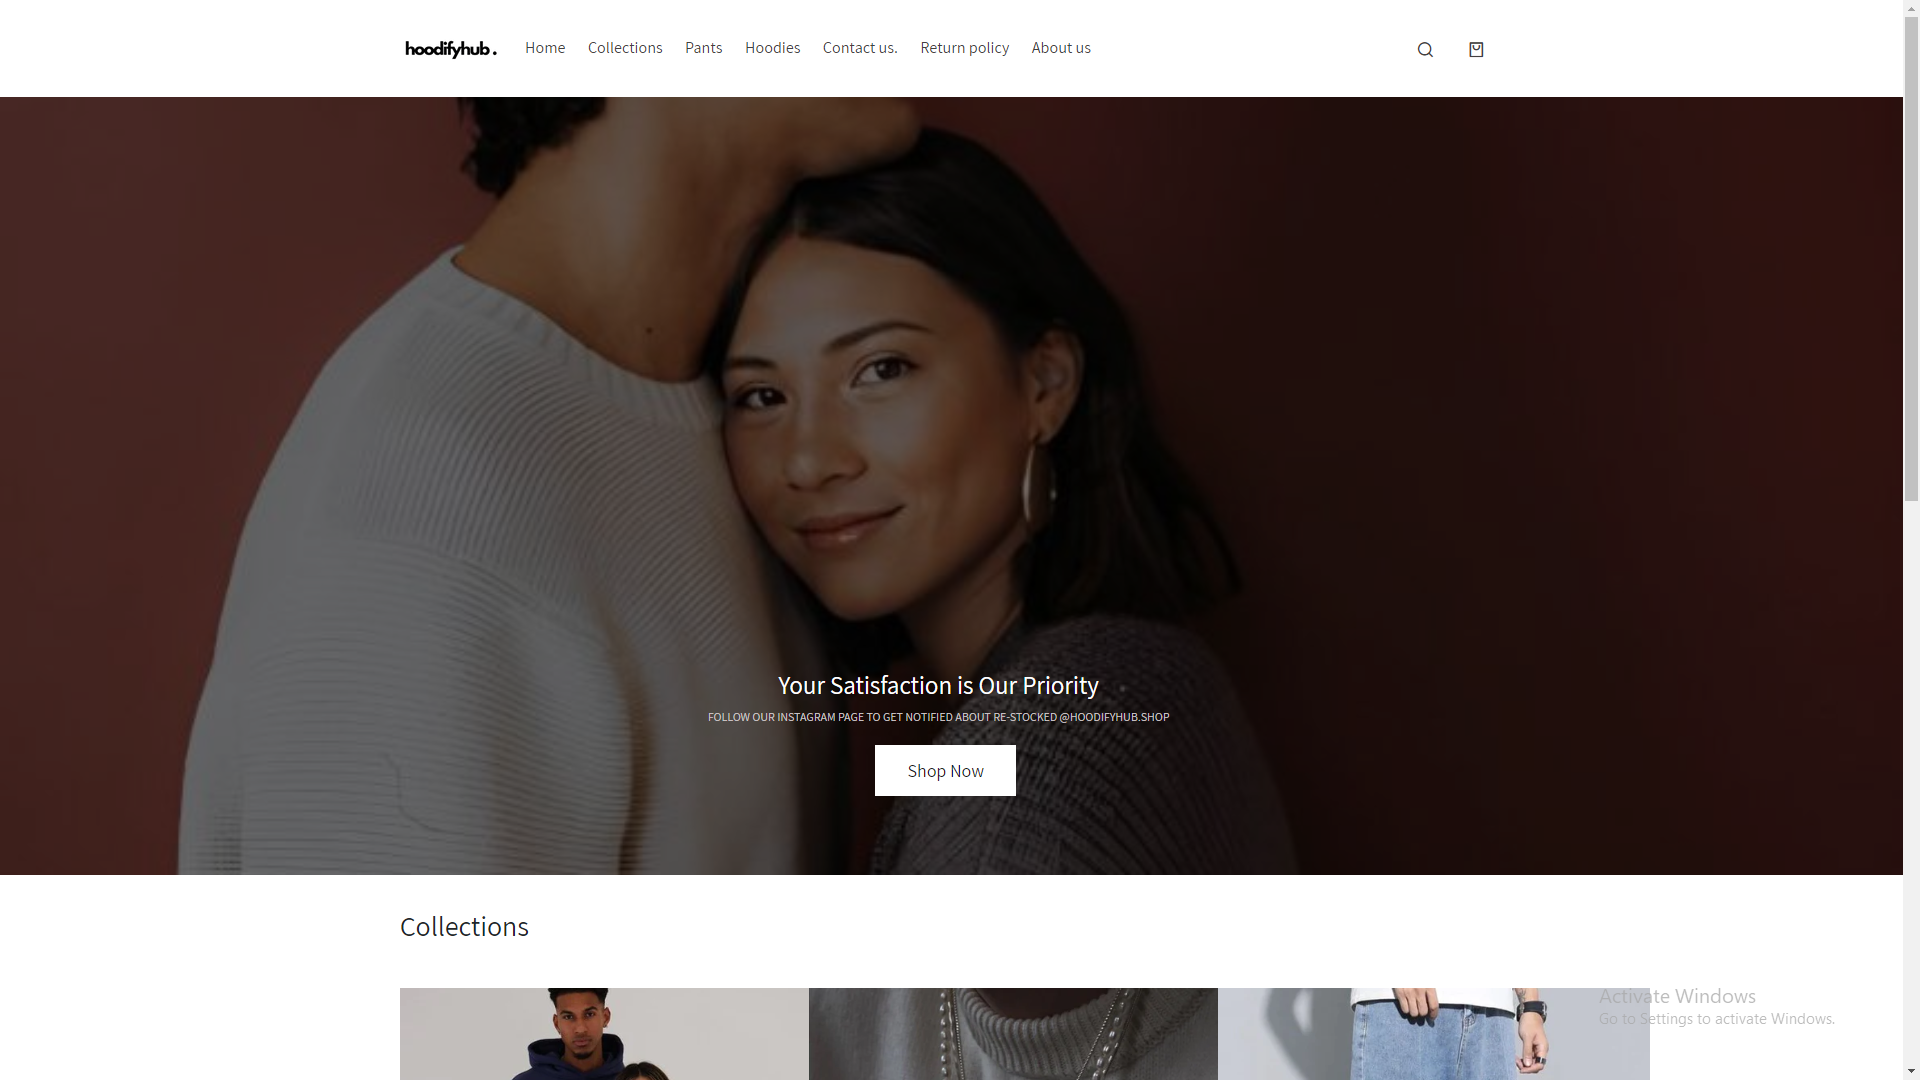 hoodifyhub.
Home
Collections
Pants
Hoodies
Contact us.
Return policy
About us
Your Satisfaction is Our Priority
FOLLOW OUR INSTAGRAM PAGE TO GET NOTIFIED ABOUT RE-STOCKED @HOODIFYHUB.SHOP
Shop Now
Collections
Activate Windows
Go to Settings to activate Windows.